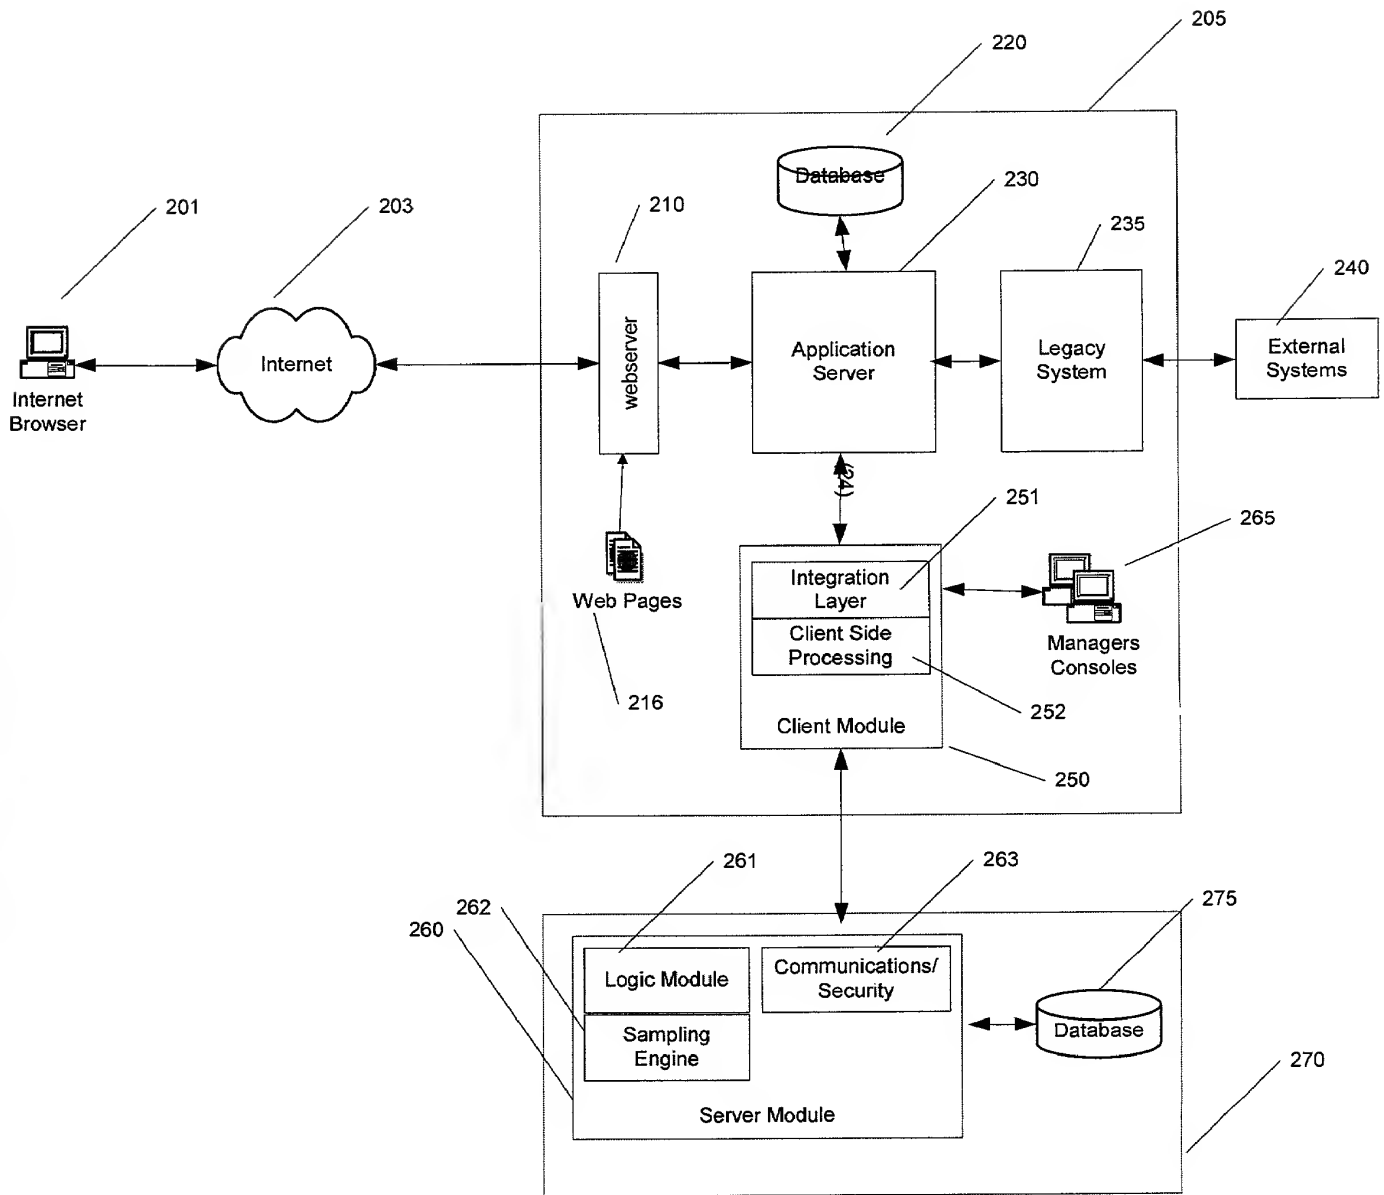 205
220
Database
230
201
203
210
235
240
webserver
Internet
Application
Server
Legacy
System
External
Systems
Internet
Browser
(24)
251
265
Integration
Layer
Web Pages
Client Side
Processing
Managers
Consoles
216
252
Client Module
250
261
263
275
262
260
Logic Module
Communications/
Security
Sampling
Engine
Database
270
Server Module